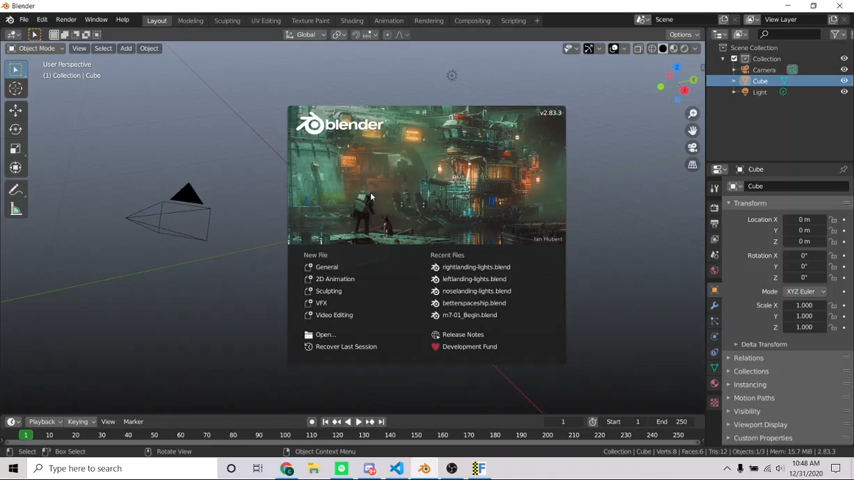 Blender
File Edit Render Window Help Layout Modeling Sculpting UV Editing Texture Paint Shading Animation Rendering Compositing Scripting Scene View Layer
Global Options
Object Mode View Select Add Object
User Perspective
(1) Collection | Cube
Scene Collection
Collection
Camera
Cube
Light
blender
v2.83.3
Ian Hubert
New File
General
2D Animation
Sculpting
VFX
Video Editing
Open...
Recover Last Session
Recent Files
rightlanding-lights.blend
leftlanding-lights.blend
noselanding-lights.blend
betterspaceship.blend
m7-01_Begin.blend
Release Notes
Development Fund
Cube
Cube
Transform
Location X 0 m
Y 0 m
Z 0 m
Rotation X 0°
Y 0°
Z 0°
Mode XYZ Euler
Scale X 1.000
Y 1.000
Z 1.000
Delta Transform
Relations
Collections
Instancing
Motion Paths
Visibility
Viewport Display
Custom Properties
Playback Keying View Marker 1 Start 1 End 250
1 10 20 30 40 50 60 70 80 90 100 110 120 130 140 150 160 170 180 190 200 210 220 230 240 250
Select Box Select Rotate View Object Context Menu Collection | Cube | Verts:8 | Faces:6 | Tris:12 | Objects:1/3 | Mem: 15.7 MiB | 2.83.3
Type here to search
10:48 AM
12/31/2020